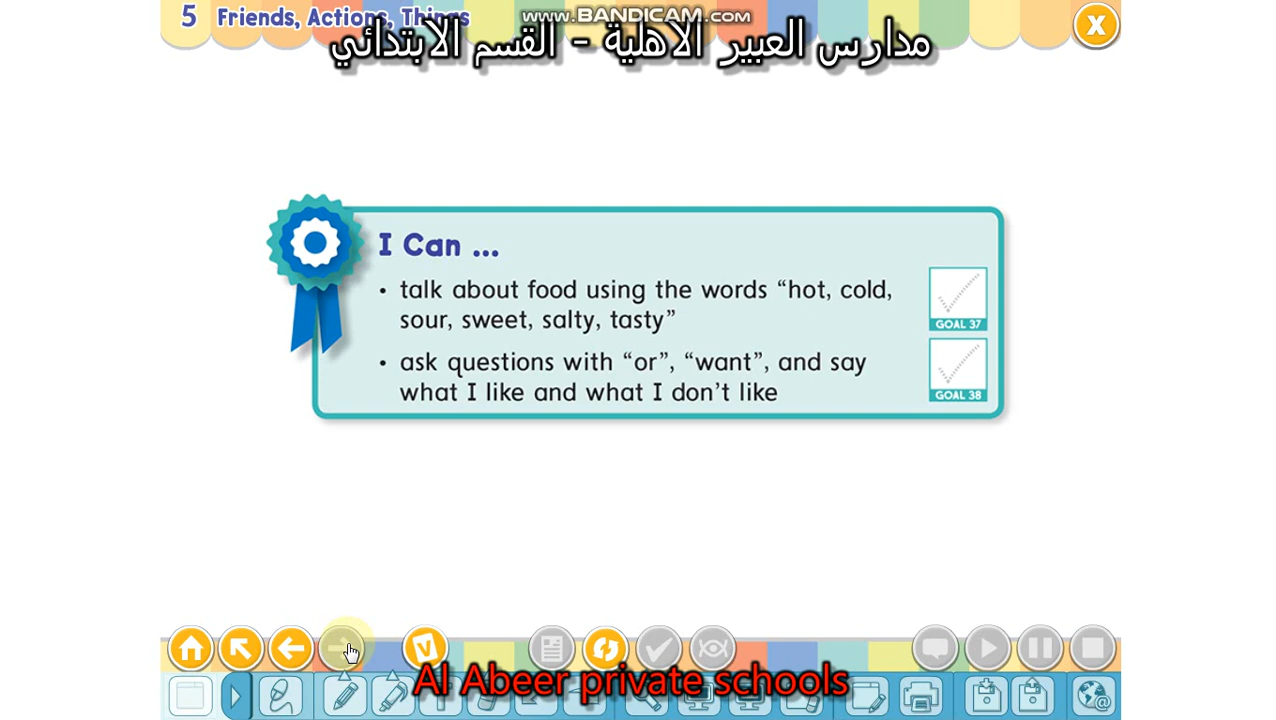 5 Friends, Actions, Things
www.BANDICAM.com
X
مدارس العبير الاهلية - القسم الابتدائي
I Can ...
• talk about food using the words “hot, cold,
sour, sweet, salty, tasty”
GOAL 37
• ask questions with “or”, “want”, and say
what I like and what I don’t like
GOAL 38
V
Al Abeer private schools